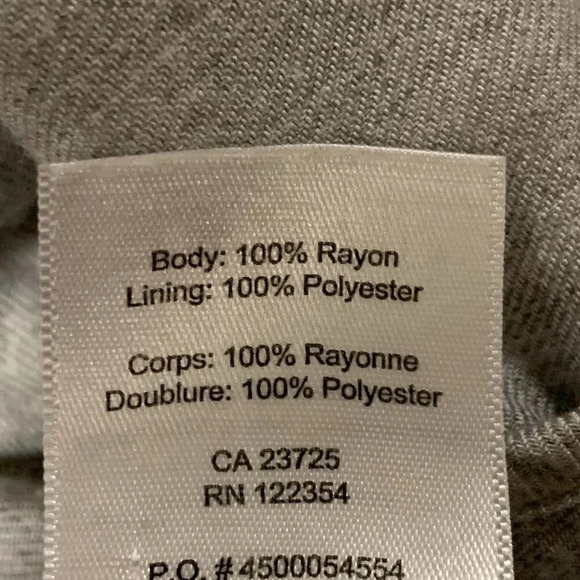 Body: 100% Rayon
Lining: 100% Polyester
Corps: 100% Rayonne
Doublure: 100% Polyester
CA 23725
RN 122354
P.O. #4500054554